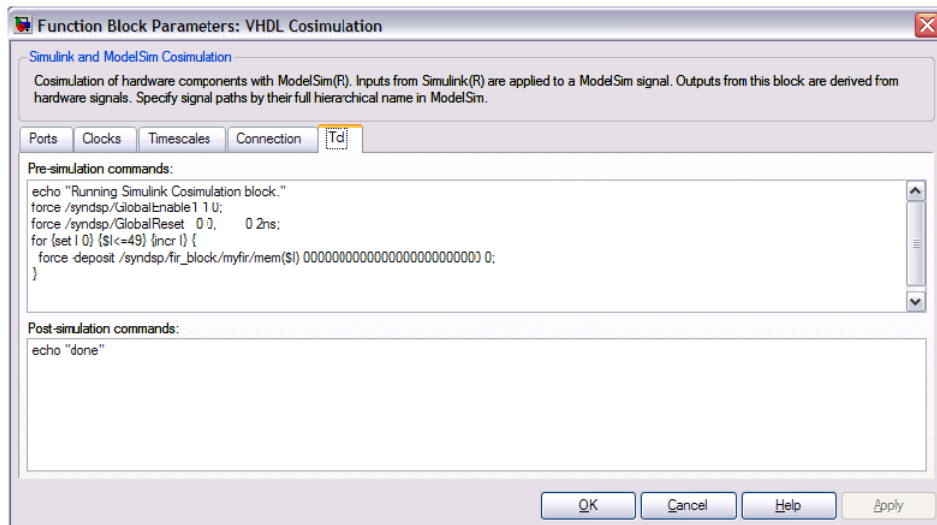 Function Block Parameters: VHDL Cosimulation
Simulink and ModelSim Cosimulation
Cosimulation of hardware components with ModelSim(R). Inputs from Simulink(R) are applied to a ModelSim signal. Outputs from this block are derived from
hardware signals. Specify signal paths by their full hierarchical name in ModelSim.
Ports Clocks Timescales Connection Tcl
Pre-simulation commands:
echo "Running Simulink Cosimulation block."
force /syndsp/GlobalEnable1 1 0;
force /syndsp/GlobalReset 0 0, 0 2ns;
for {set I 0} {$I<=49} {incr I} {
force -deposit /syndsp/fir_block/myfir/mem($I) 0;
}
Post-simulation commands:
echo "done"
OK Cancel Help Apply